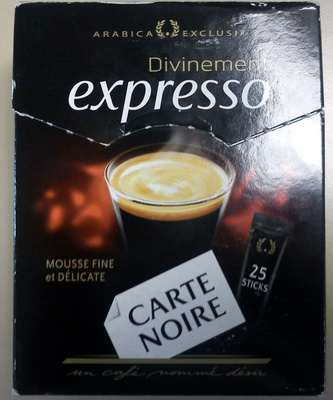 ARABICA EXCLUSIF
Divinement
expresso
MOUSSE FINE
et DÉLICATE
25
STICKS
CARTE
NOIRE
un café nommé désir